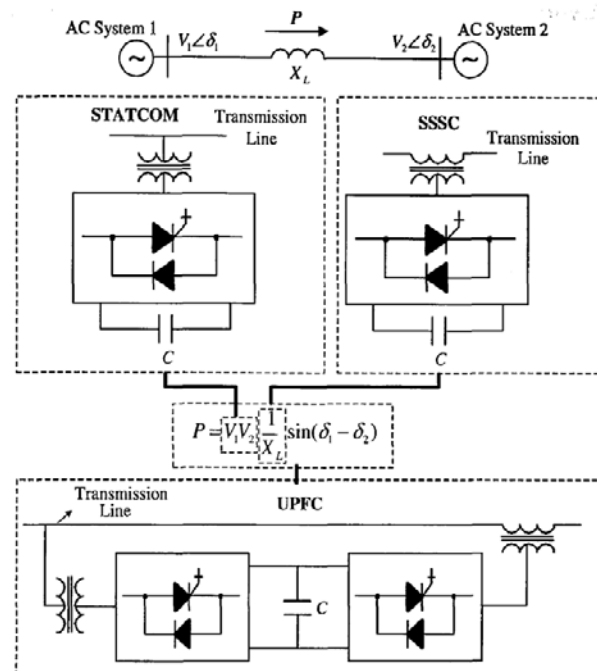 AC System 1
V₁∠δ₁
P
V₂∠δ₂
AC System 2
X_L
STATCOM
Transmission
Line
C
SSSC
Transmission
Line
C
P = V₁V₂ 1/X_L sin(δ₁ − δ₂)
UPFC
Transmission
Line
C